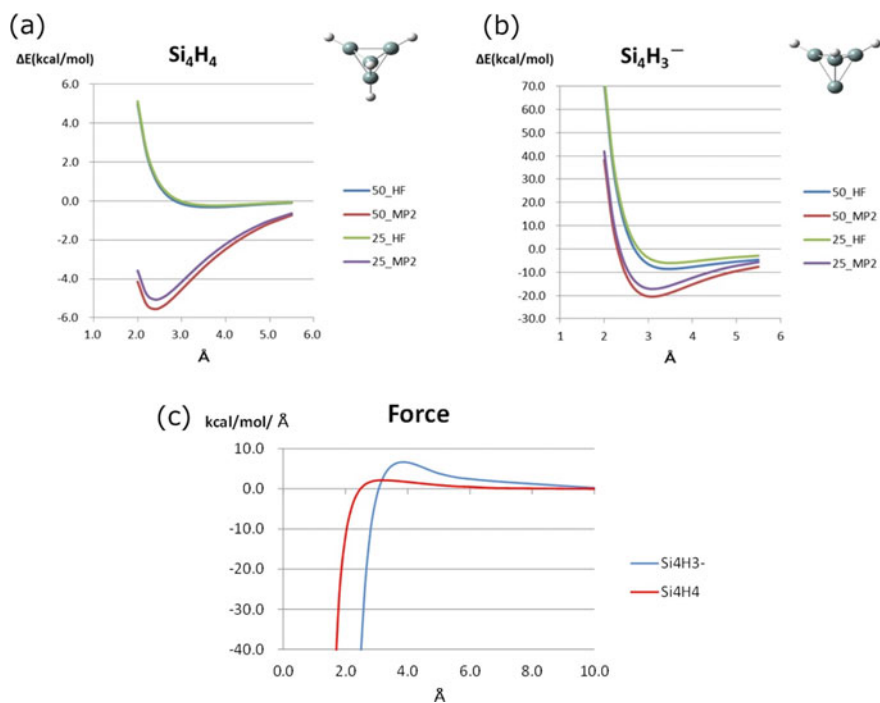 (a)
Si₄H₄
ΔE(kcal/mol)
6.0
4.0
2.0
0.0
-2.0
-4.0
-6.0
1.0 2.0 3.0 4.0 5.0 6.0
Å
50_HF
50_MP2
25_HF
25_MP2
(b)
Si₄H₃⁻
ΔE(kcal/mol)
70.0
60.0
50.0
40.0
30.0
20.0
10.0
0.0
-10.0
-20.0
-30.0
1 2 3 4 5 6
Å
50_HF
50_MP2
25_HF
25_MP2
(c)
kcal/mol/ Å
Force
10.0
0.0
-10.0
-20.0
-30.0
-40.0
0.0 2.0 4.0 6.0 8.0 10.0
Å
Si4H3-
Si4H4